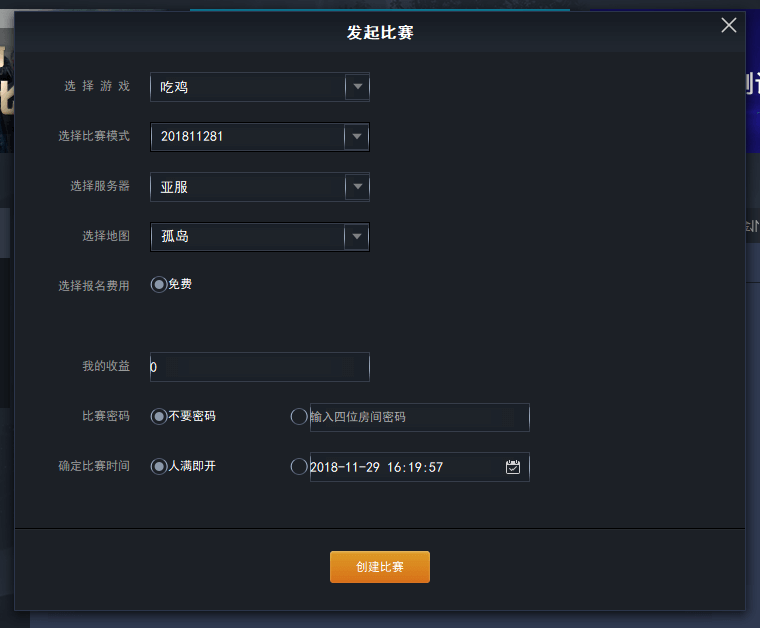 发起比赛
选择游戏 吃鸡
选择比赛模式 201811281
选择服务器 亚服
选择地图 孤岛
选择报名费用 免费
我的收益 0
比赛密码 不要密码 输入四位房间密码
确定比赛时间 人满即开 2018-11-29 16:19:57
创建比赛